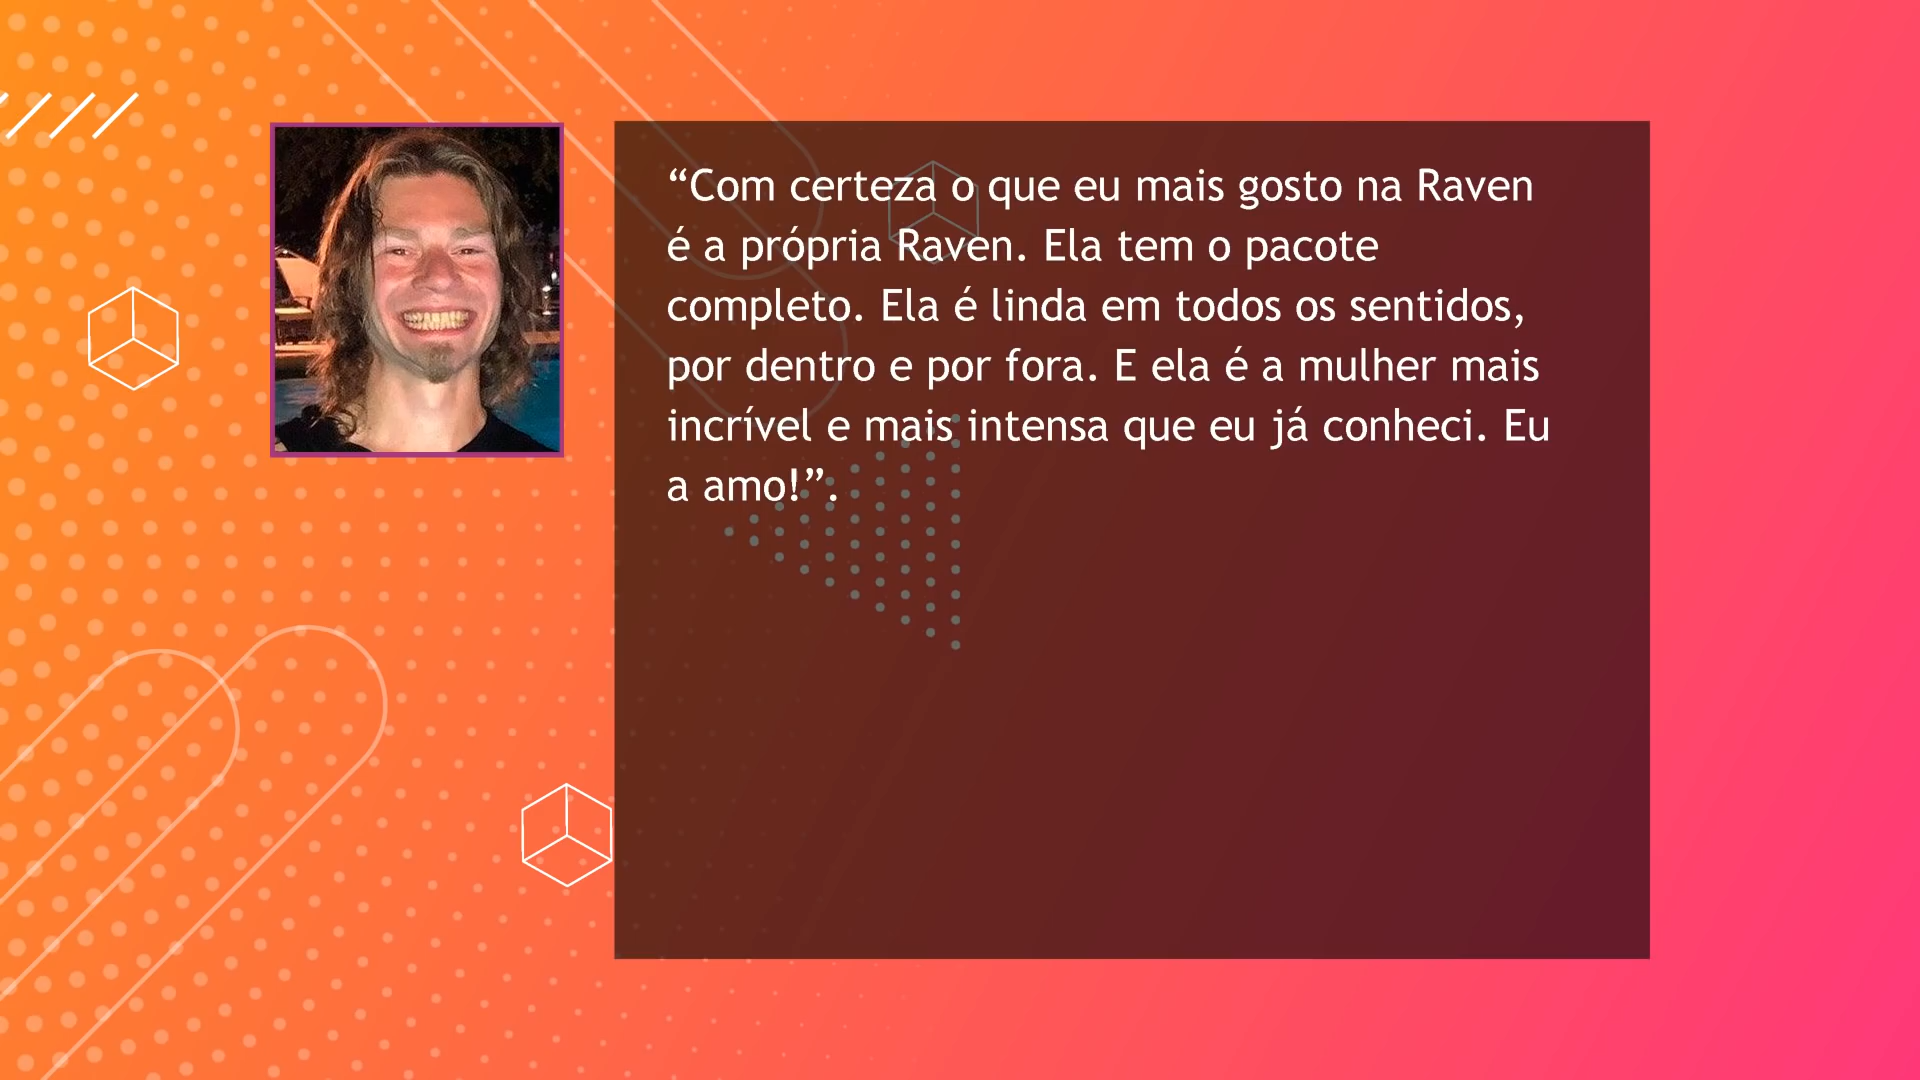 “Com certeza o que eu mais gosto na Raven
é a própria Raven. Ela tem o pacote
completo. Ela é linda em todos os sentidos,
por dentro e por fora. E ela é a mulher mais
incrível e mais intensa que eu já conheci. Eu
a amo!”.